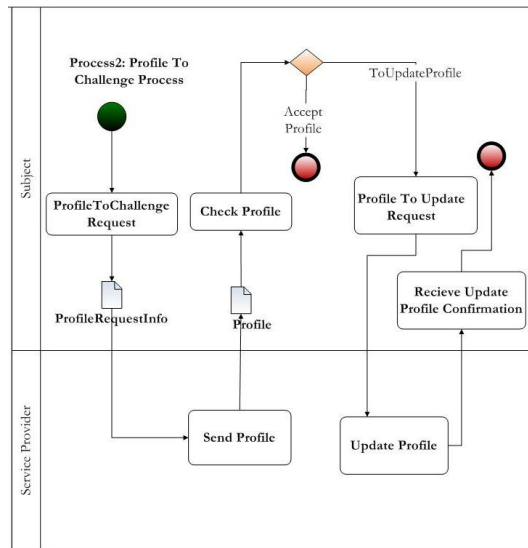 Process2: Profile To
Challenge Process
ToUpdateProfile
Accept
Profile
Subject
ProfileToChallenge
Request
Check Profile
Profile To Update
Request
ProfileRequestInfo
Profile
Recieve Update
Profile Confirmation
Service Provider
Send Profile
Update Profile